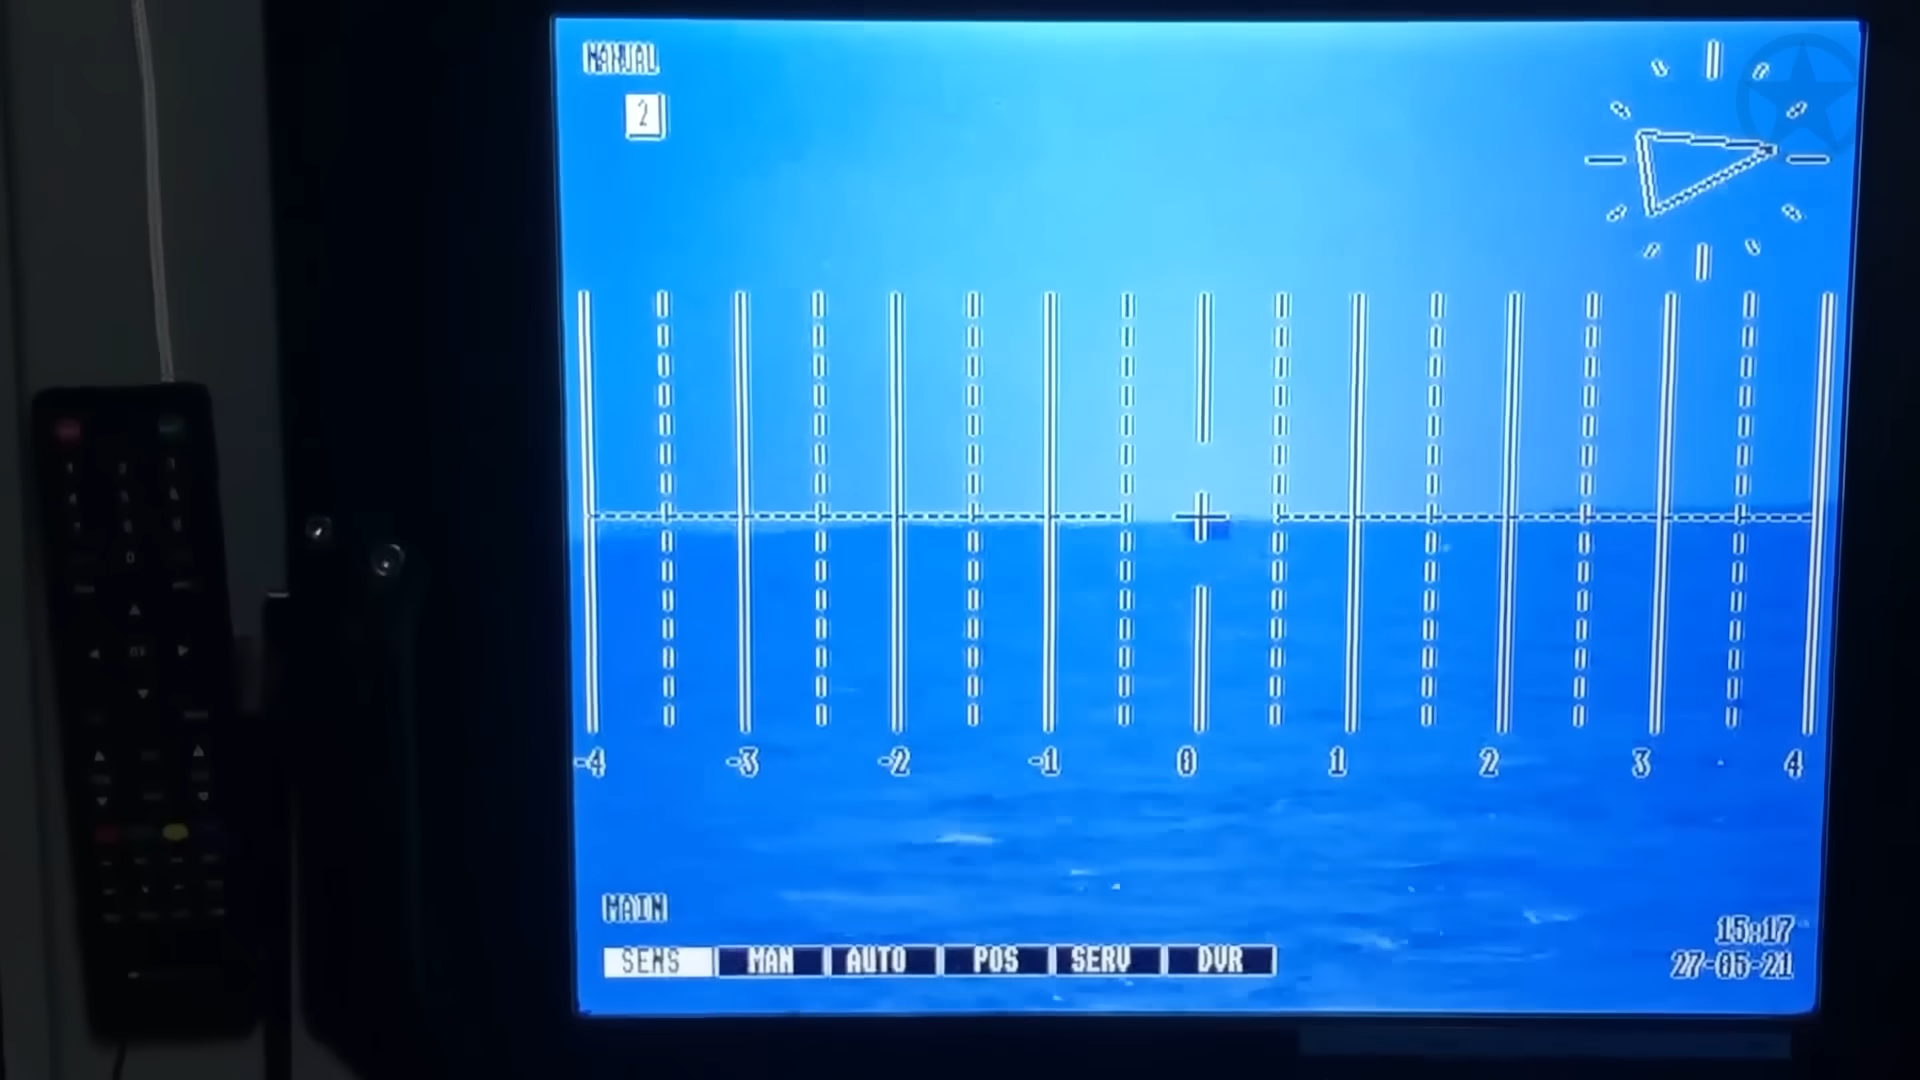 MANUAL
2
-4 -3 -2 -1 0 1 2 3 4
MAIN
SENS MAN AUTO POS SERV DVR
15:17
27-05-21